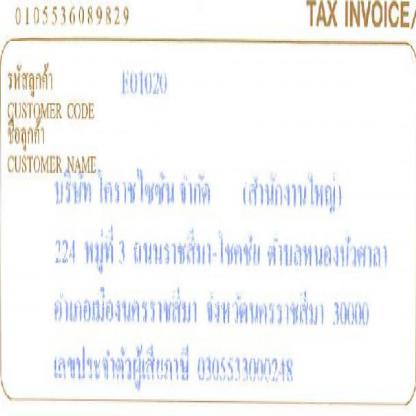 0105536089829 TAX INVOICE/
รหัสลูกค้า E01020
CUSTOMER CODE
ชื่อลูกค้า
CUSTOMER NAME
บริษัท โคราชไซซัน จำกัด (สำนักงานใหญ่)
224 หมู่ที่ 3 ถนนราชสีมา-โชคชัย ตำบลหนองบัวศาลา
อำเภอเมืองนครราชสีมา จังหวัดนครราชสีมา 30000
เลขประจำตัวผู้เสียภาษี 0305533000248